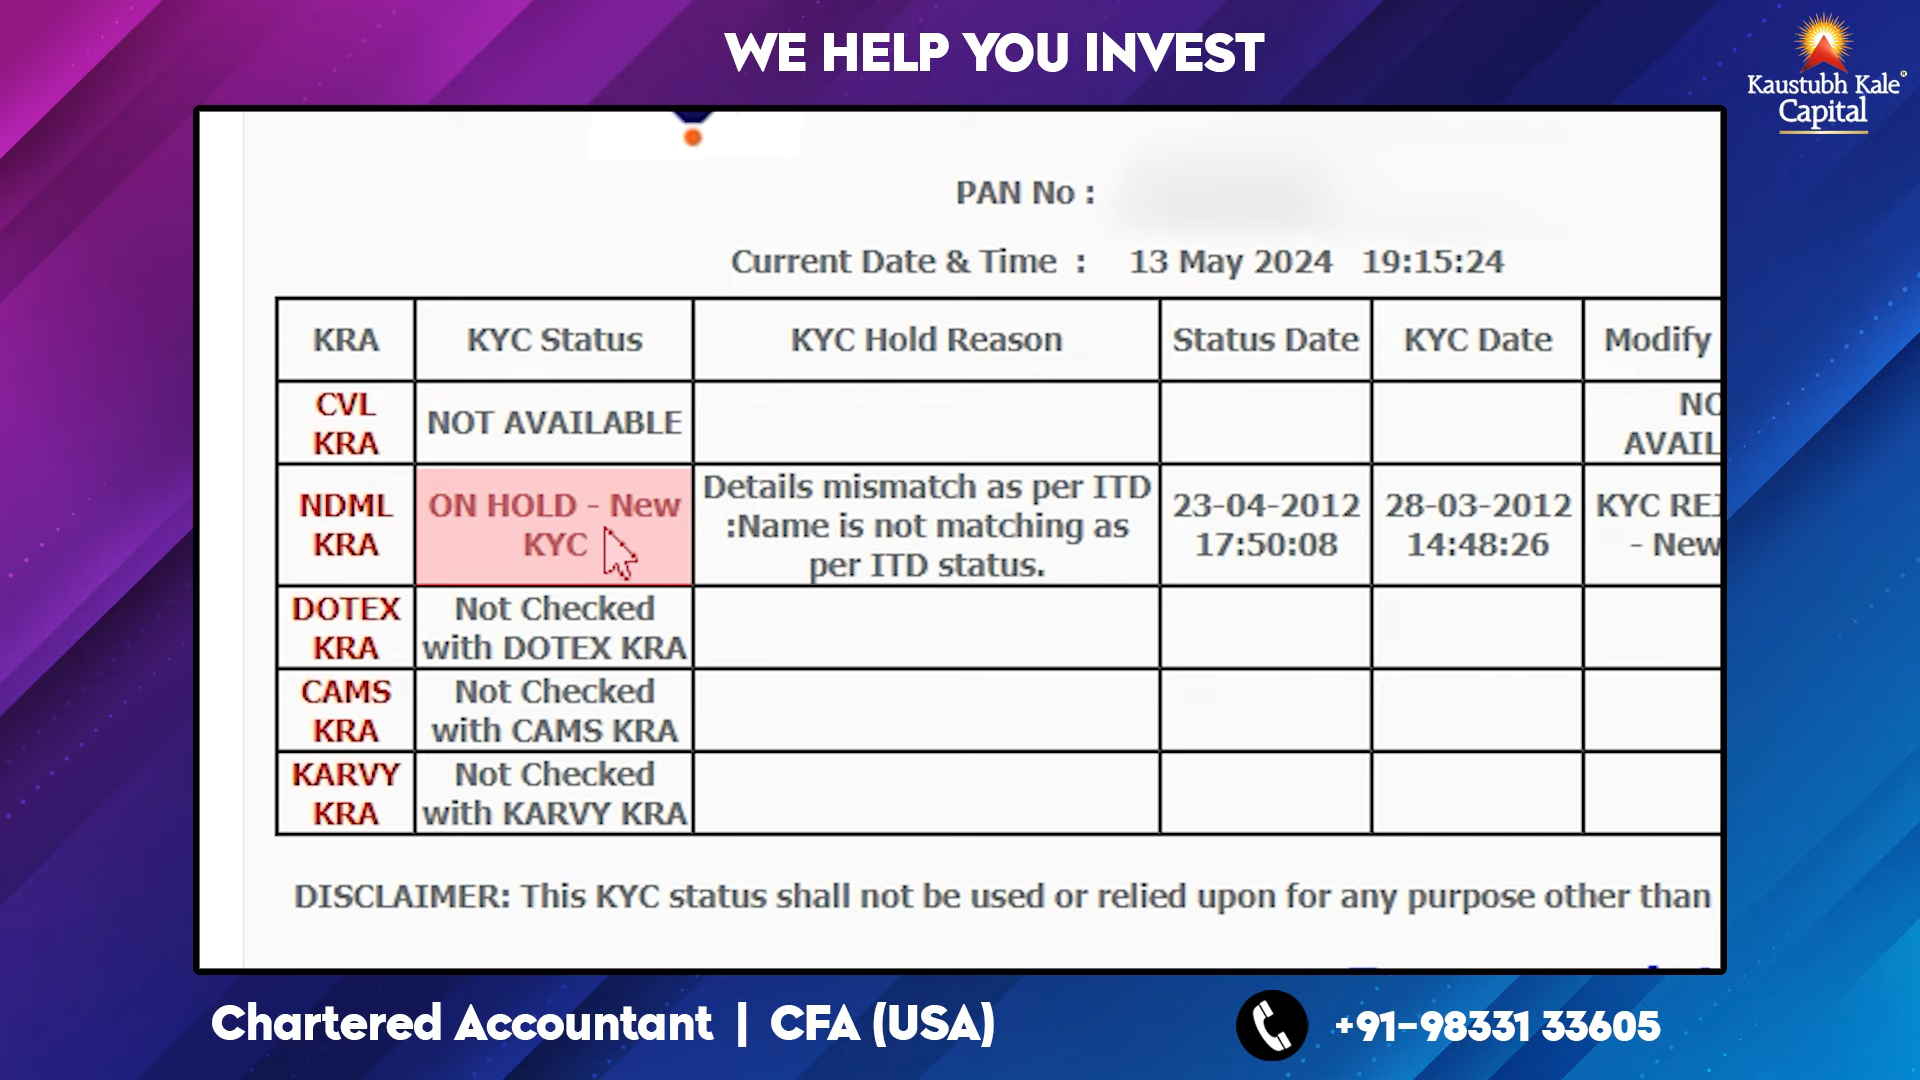 WE HELP YOU INVEST
Kaustubh Kale®
Capital
PAN No :
Current Date & Time : 13 May 2024 19:15:24
KRA KYC Status KYC Hold Reason Status Date KYC Date Modify
CVL KRA NOT AVAILABLE NO AVAIL
NDML KRA ON HOLD - New KYC Details mismatch as per ITD :Name is not matching as per ITD status. 23-04-2012 17:50:08 28-03-2012 14:48:26 KYC REJ - New
DOTEX KRA Not Checked with DOTEX KRA
CAMS KRA Not Checked with CAMS KRA
KARVY KRA Not Checked with KARVY KRA
DISCLAIMER: This KYC status shall not be used or relied upon for any purpose other than
Chartered Accountant | CFA (USA)
+91-98331 33605